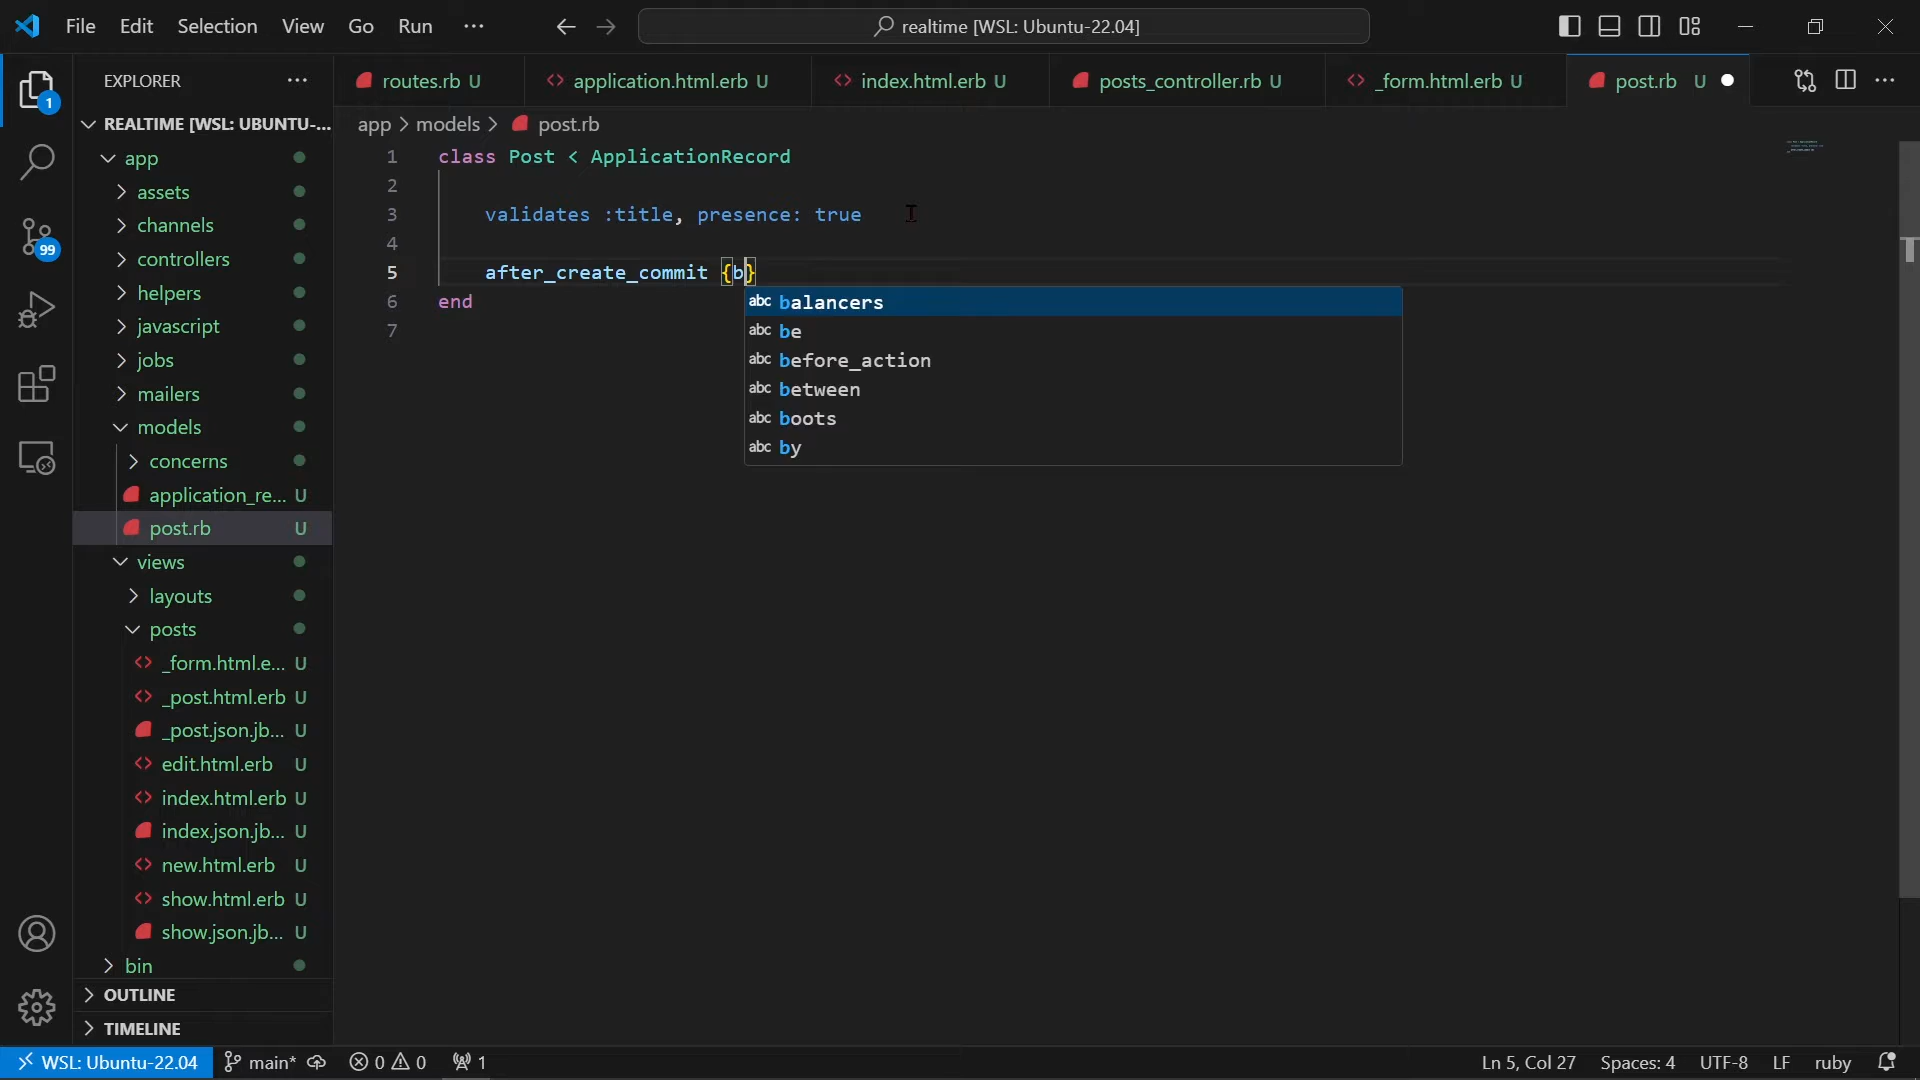 File Edit Selection View Go Run ··· realtime [WSL: Ubuntu-22.04]
EXPLORER ···
routes.rb U application.html.erb U index.html.erb U posts_controller.rb U _form.html.erb U post.rb U
REALTIME [WSL: UBUNTU-...
app > models > post.rb
app
assets
channels
controllers
helpers
javascript
jobs
mailers
models
concerns
application_re... U
post.rb U
views
layouts
posts
_form.html.e... U
_post.html.erb U
_post.json.jb... U
edit.html.erb U
index.html.erb U
index.json.jb... U
new.html.erb U
show.html.erb U
show.json.jb... U
bin
OUTLINE
TIMELINE
1
99
1 class Post < ApplicationRecord
2
3 validates :title, presence: true
4
5 after_create_commit {b}
6 end
7
abc balancers
abc be
abc before_action
abc between
abc boots
abc by
WSL: Ubuntu-22.04 main* 0 0 1 Ln 5, Col 27 Spaces: 4 UTF-8 LF ruby